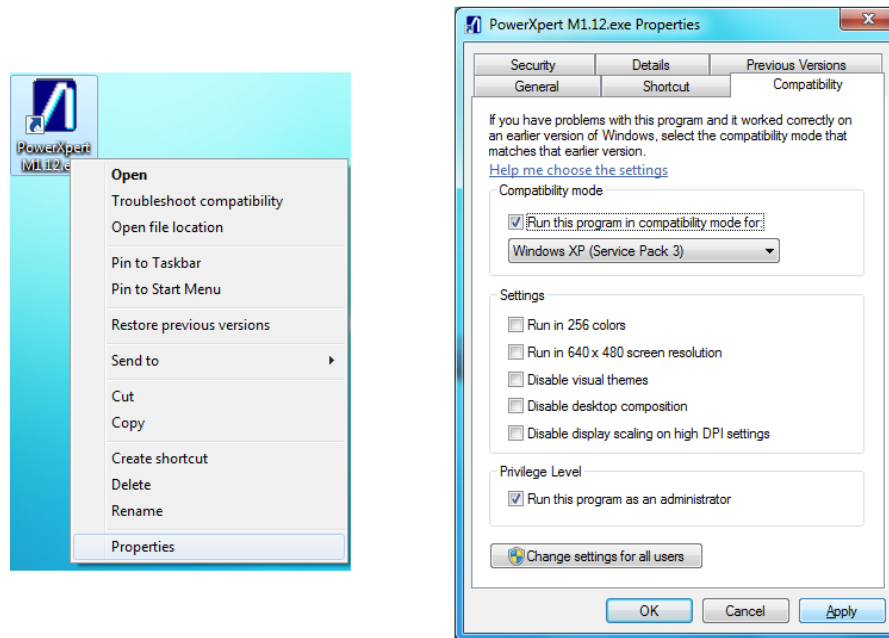 PowerXpert
M1.12.e
Open
Troubleshoot compatibility
Open file location
Pin to Taskbar
Pin to Start Menu
Restore previous versions
Send to
Cut
Copy
Create shortcut
Delete
Rename
Properties
PowerXpert M1.12.exe Properties
Security Details Previous Versions
General Shortcut Compatibility
If you have problems with this program and it worked correctly on
an earlier version of Windows, select the compatibility mode that
matches that earlier version.
Help me choose the settings
Compatibility mode
Run this program in compatibility mode for:
Windows XP (Service Pack 3)
Settings
Run in 256 colors
Run in 640 x 480 screen resolution
Disable visual themes
Disable desktop composition
Disable display scaling on high DPI settings
Privilege Level
Run this program as an administrator
Change settings for all users
OK Cancel Apply